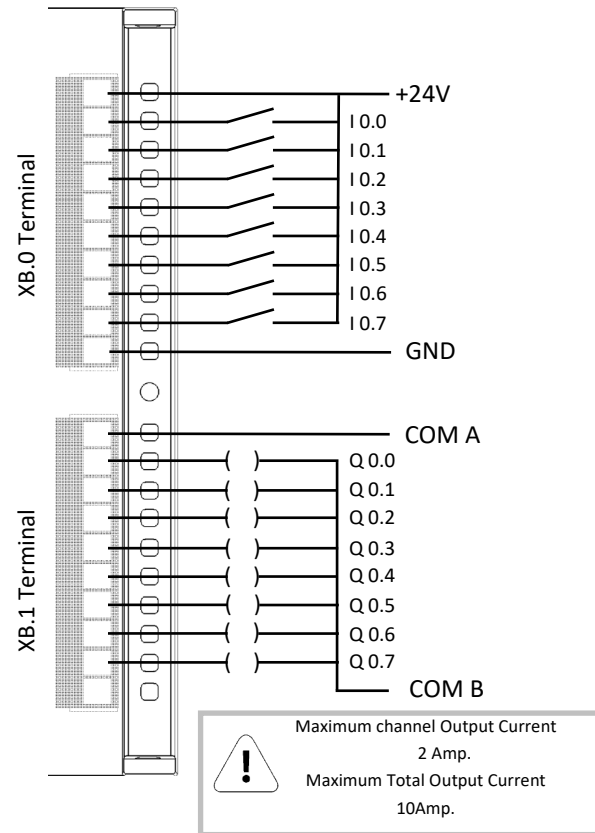 XB.0 Terminal
+24V
I 0.0
I 0.1
I 0.2
I 0.3
I 0.4
I 0.5
I 0.6
I 0.7
GND
XB.1 Terminal
COM A
Q 0.0
Q 0.1
Q 0.2
Q 0.3
Q 0.4
Q 0.5
Q 0.6
Q 0.7
COM B
!
Maximum channel Output Current
2 Amp.
Maximum Total Output Current
10Amp.